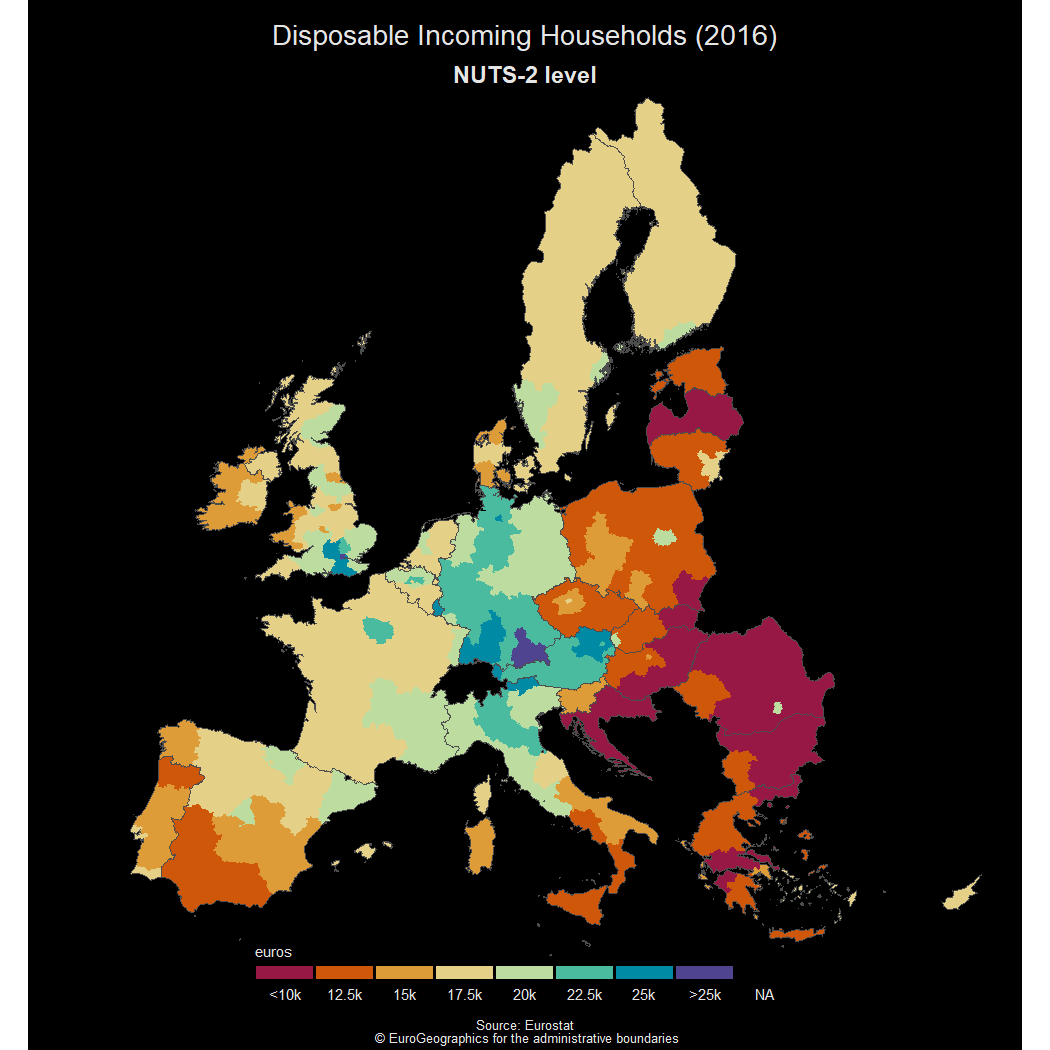 Disposable Incoming Households (2016)
NUTS-2 level
euros
<10k 12.5k 15k 17.5k 20k 22.5k 25k >25k NA
Source: Eurostat
© EuroGeographics for the administrative boundaries